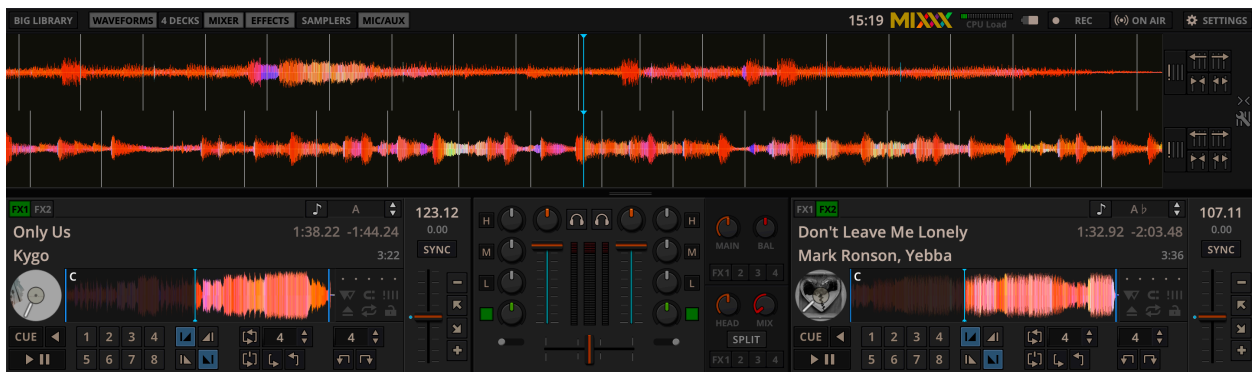 BIG LIBRARY WAVEFORMS 4 DECKS MIXER EFFECTS SAMPLERS MIC/AUX 15:19 MIXXX CPU Load REC ON AIR SETTINGS
FX1 FX2 A 123.12
Only Us 1:38.22 -1:44.24 0.00
Kygo 3:22 SYNC
C
CUE 1 2 3 4 4 4
5 6 7 8
H H
M M
L L
MAIN BAL
FX1 2 3 4
HEAD MIX
SPLIT
FX1 2 3 4
FX1 FX2 A♭ 107.11
Don't Leave Me Lonely 1:32.92 -2:03.48 0.00
Mark Ronson, Yebba 3:36 SYNC
C
CUE 1 2 3 4 4 4
5 6 7 8